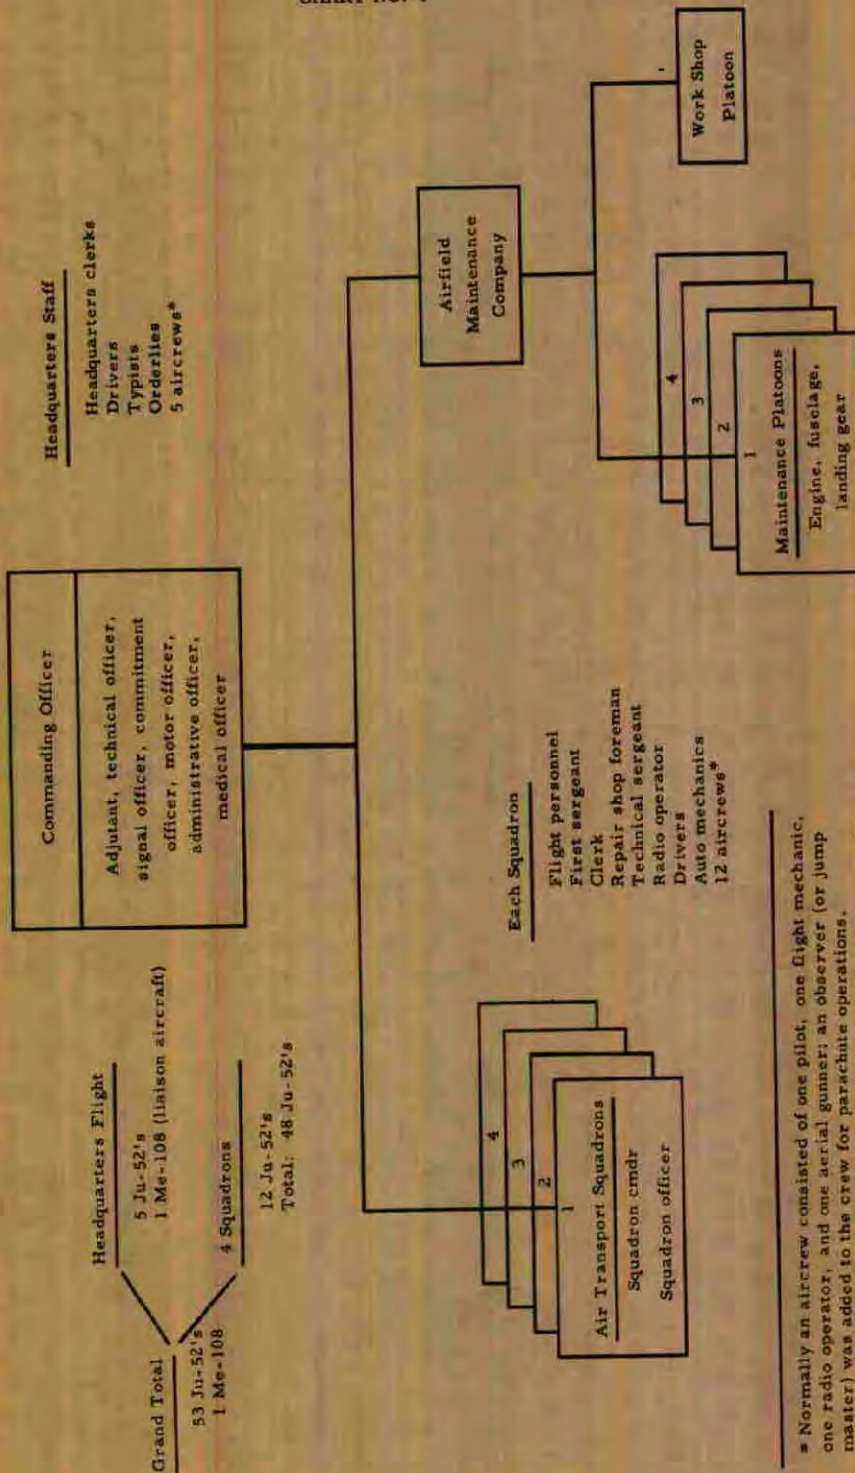 Commanding Officer
Adjutant, technical officer,
signal officer, commitment
officer, motor officer,
administrative officer,
medical officer
Headquarters Flight
5 Ju-52's
1 Me-108 (liaison aircraft)
Grand Total
53 Ju-52's
1 Me-108
4 Squadrons
12 Ju-52's
Total: 48 Ju-52's
Headquarters Staff
Headquarters clerks
Drivers
Typists
Orderlies
5 aircrews*
4
3
2
1
Air Transport Squadrons
Squadron cmdr
Squadron officer
Each Squadron
Flight personnel
First sergeant
Clerk
Repair shop foreman
Technical sergeant
Radio operator
Drivers
Auto mechanics
12 aircrews*
Airfield
Maintenance
Company
4
3
2
1
Maintenance Platoons
Engine, fuselage,
landing gear
Work Shop
Platoon
* Normally an aircrew consisted of one pilot, one flight mechanic,
one radio operator, and one aerial gunner; an observer (or jump
master) was added to the crew for parachute operations.